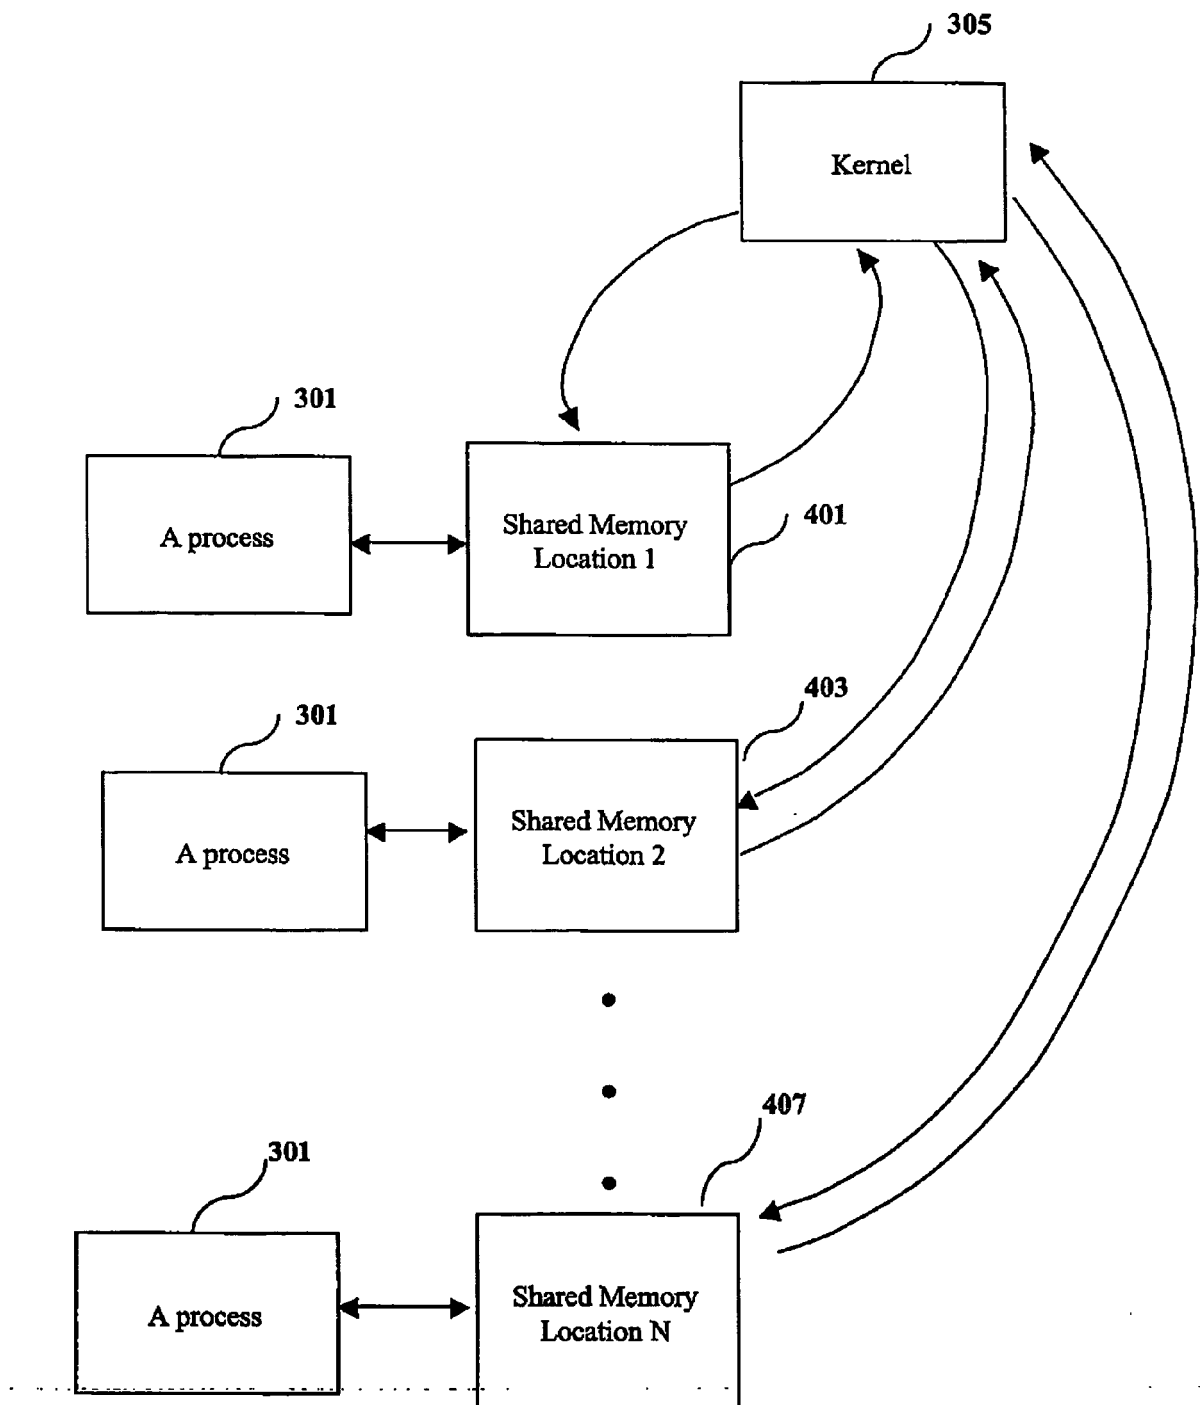 305
Kernel
301
A process
Shared Memory
Location 1
401
301
A process
403
Shared Memory
Location 2
407
301
A process
Shared Memory
Location N